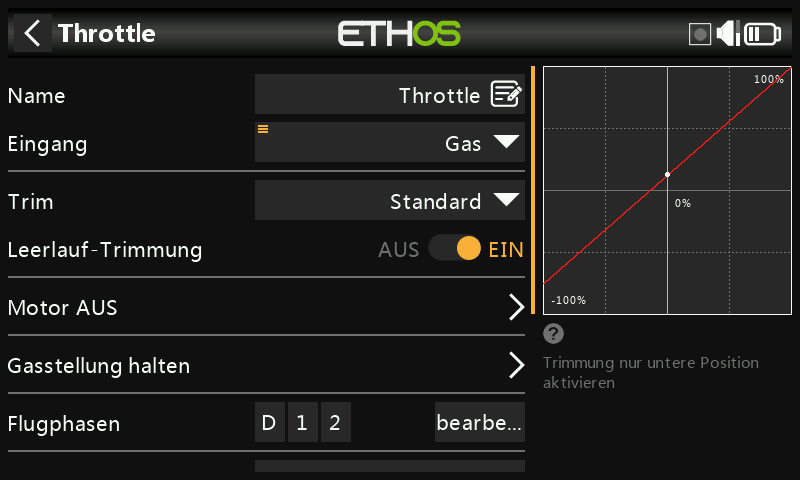 Throttle
ETHOS
Name
Throttle
Eingang
Gas
Trim
Standard
Leerlauf-Trimmung
AUS
EIN
Motor AUS
Gasstellung halten
Flugphasen
D 1 2
bearbe...
100%
0%
-100%
?
Trimmung nur untere Position
aktivieren